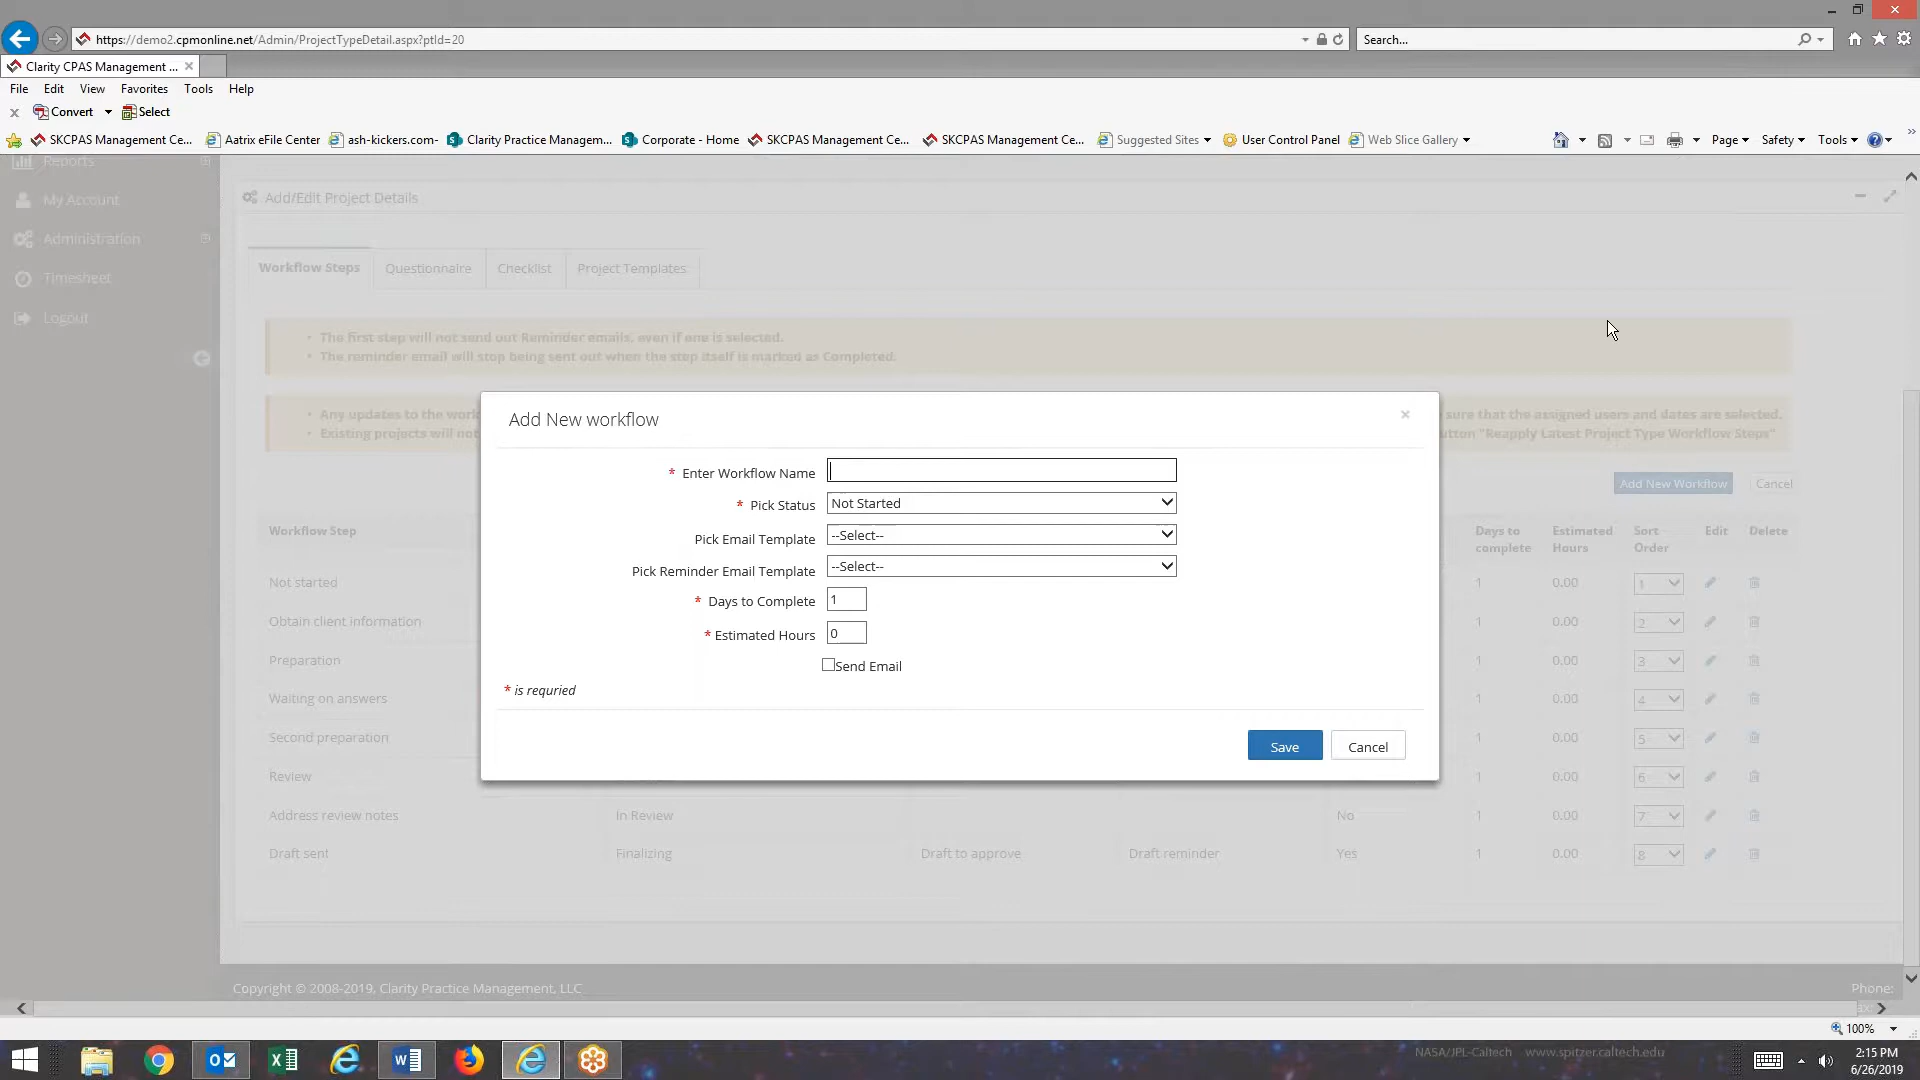 https://demo2.cpmonline.net/Admin/ProjectTypeDetail.aspx?ptId=20
Search...
Clarity CPAS Management ...
File Edit View Favorites Tools Help
Convert Select
SKCPAS Management Ce... Aatrix eFile Center ash-kickers.com- Clarity Practice Managem... Corporate - Home SKCPAS Management Ce... SKCPAS Management Ce... Suggested Sites User Control Panel Web Slice Gallery Page Safety Tools
Reports
My Account
Administration
Timesheet
Logout
Add/Edit Project Details
Workflow Steps Questionnaire Checklist Project Templates
The first step will not send out Reminder emails, even if one is selected.
The reminder email will stop being sent out when the step itself is marked as Completed.
Any updates to the work sure that the assigned users and dates are selected.
Existing projects will not utton "Reapply Latest Project Type Workflow Steps"
Add New Workflow Cancel
Add New workflow
* Enter Workflow Name
* Pick Status Not Started
Pick Email Template --Select--
Pick Reminder Email Template --Select--
* Days to Complete 1
* Estimated Hours 0
Send Email
* is requried
Save Cancel
Workflow Step Days to complete Estimated Hours Sort Order Edit Delete
Not started 1 0.00 1
Obtain client information 1 0.00 2
Preparation 1 0.00 3
Waiting on answers 1 0.00 4
Second preparation 1 0.00 5
Review 1 0.00 6
Address review notes In Review No 1 0.00 7
Draft sent Finalizing Draft to approve Draft reminder Yes 1 0.00 8
Copyright © 2008-2019, Clarity Practice Management, LLC
Phone:
100%
NASA/JPL-Caltech www.spitzer.caltech.edu
2:15 PM
6/26/2019